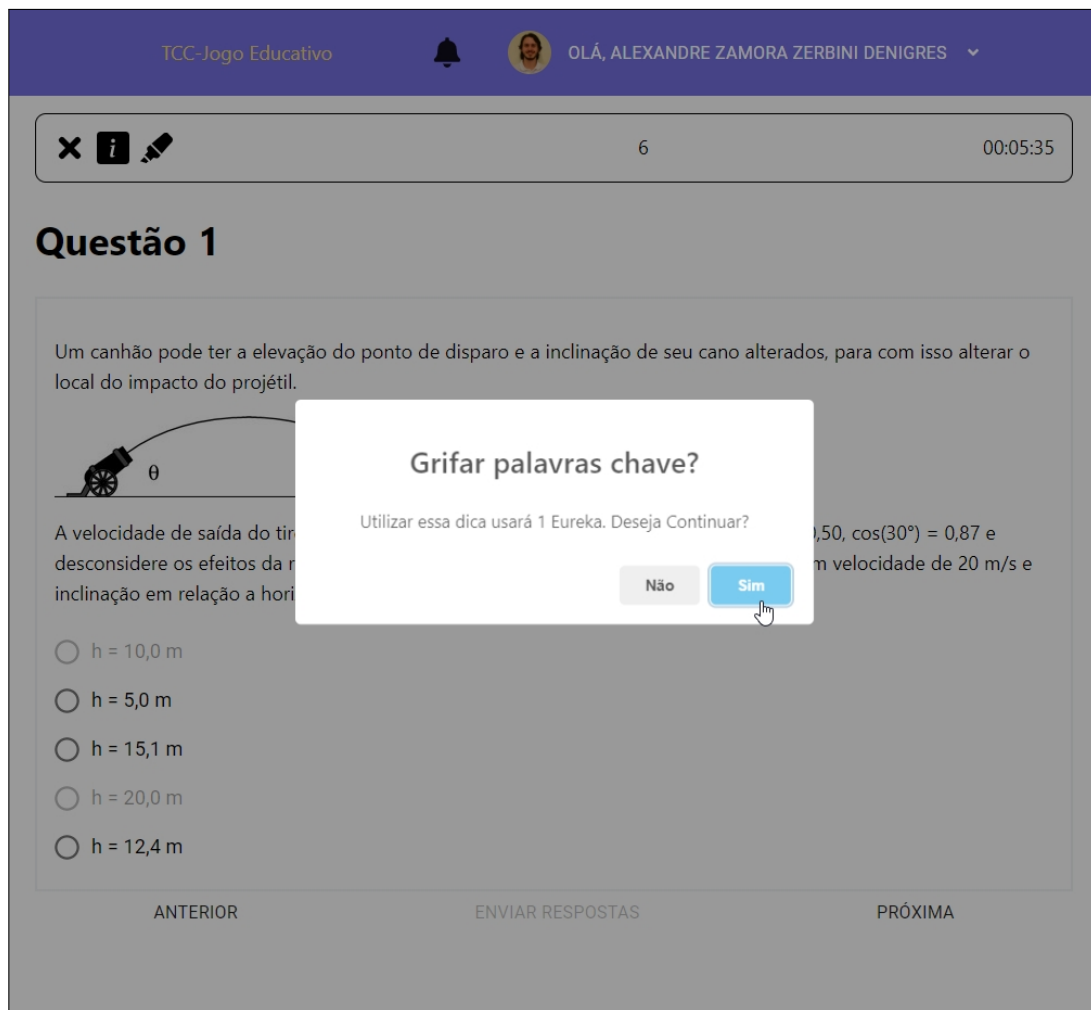 TCC-Jogo Educativo
OLÁ, ALEXANDRE ZAMORA ZERBINI DENIGRES
i
6
00:05:35
Questão 1
Um canhão pode ter a elevação do ponto de disparo e a inclinação de seu cano alterados, para com isso alterar o
local do impacto do projétil.
θ
Grifar palavras chave?
Utilizar essa dica usará 1 Eureka. Deseja Continuar?
Não
Sim
A velocidade de saída do tir ,50, cos(30°) = 0,87 e
desconsidere os efeitos da m velocidade de 20 m/s e
inclinação em relação a hori
h = 10,0 m
h = 5,0 m
h = 15,1 m
h = 20,0 m
h = 12,4 m
ANTERIOR
ENVIAR RESPOSTAS
PRÓXIMA